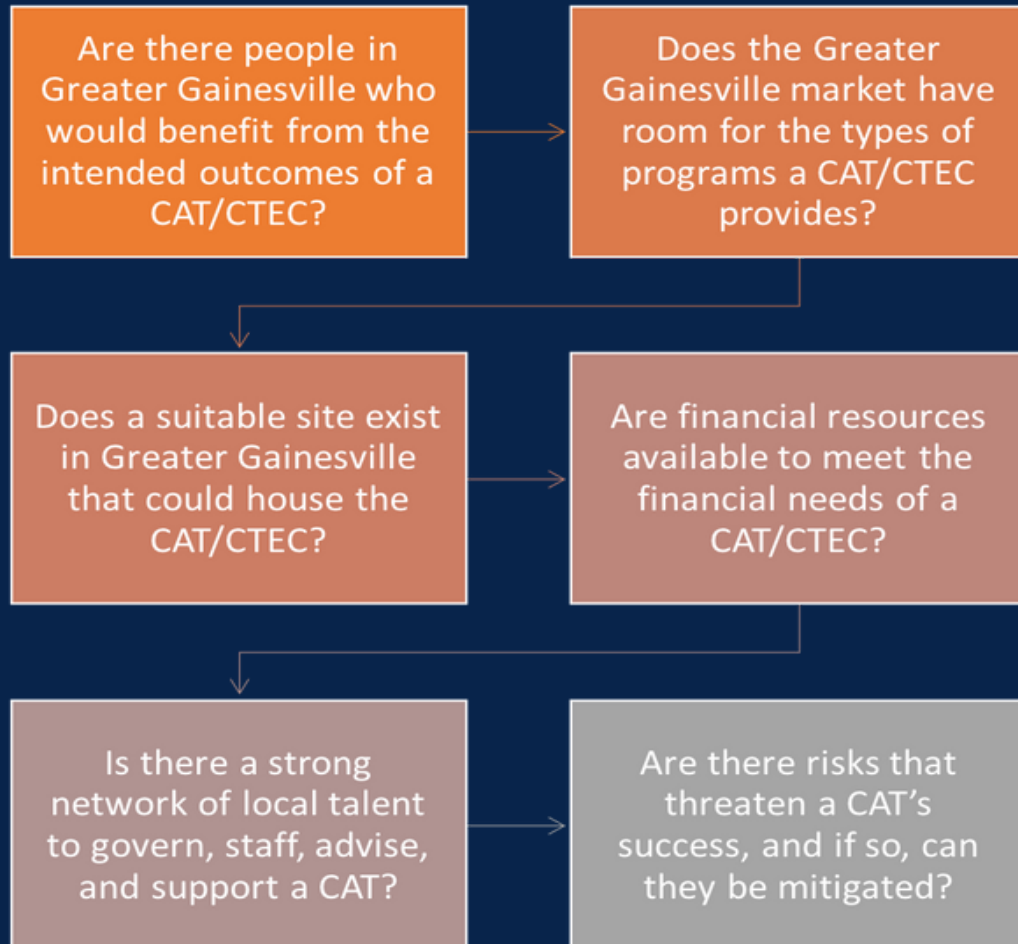 Are there people in
Greater Gainesville who
would benefit from the
intended outcomes of a
CAT/CTEC?
Does the Greater
Gainesville market have
room for the types of
programs a CAT/CTEC
provides?
Does a suitable site exist
in Greater Gainesville
that could house the
CAT/CTEC?
Are financial resources
available to meet the
financial needs of a
CAT/CTEC?
Is there a strong
network of local talent
to govern, staff, advise,
and support a CAT?
Are there risks that
threaten a CAT’s
success, and if so, can
they be mitigated?